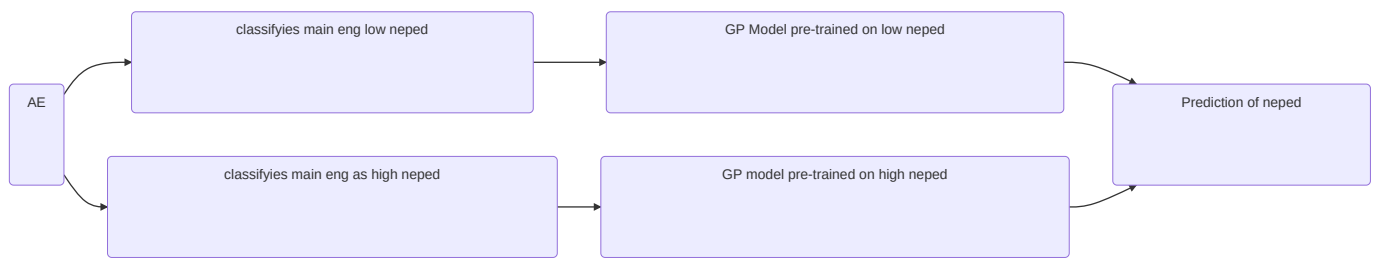 AE
classifyies main eng low neped
GP Model pre-trained on low neped
Prediction of neped
classifyies main eng as high neped
GP model pre-trained on high neped